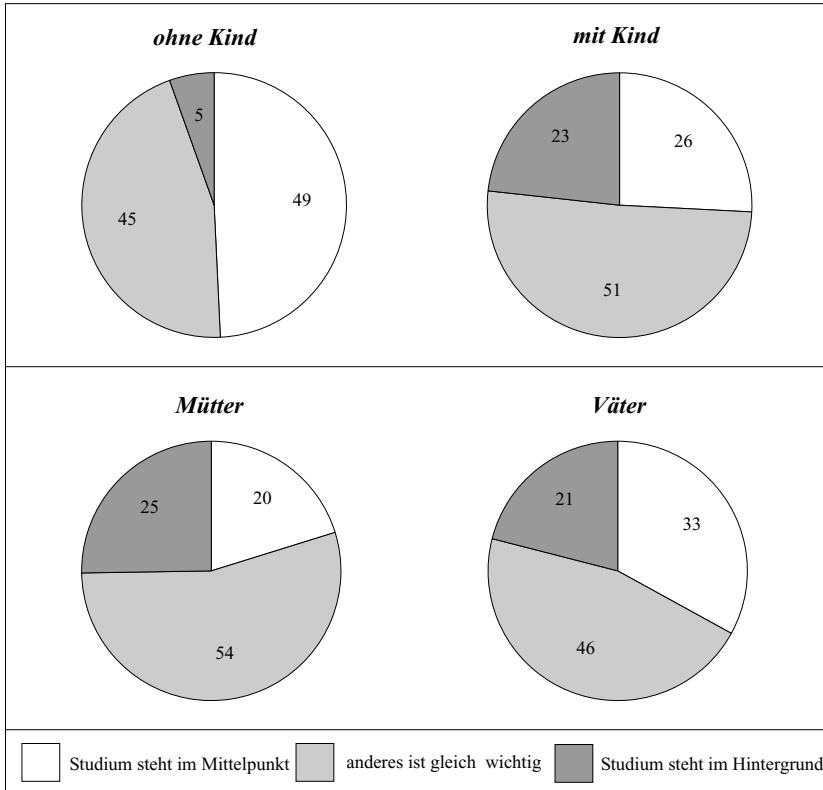 ohne Kind
mit Kind
5
49
45
23
26
51
Mütter
Väter
25
20
54
21
33
46
Studium steht im Mittelpunkt
anderes ist gleich wichtig
Studium steht im Hintergrund